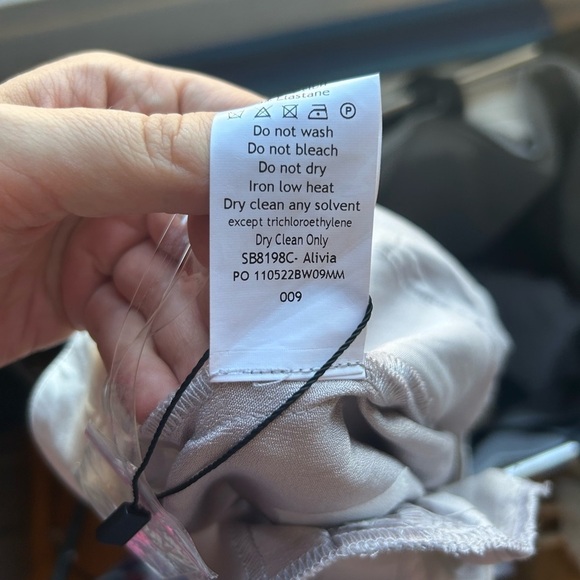 Elastane
P
Do not wash
Do not bleach
Do not dry
Iron low heat
Dry clean any solvent
except trichloroethylene
Dry Clean Only
SB8198C- Alivia
PO 110522BW09MM
009